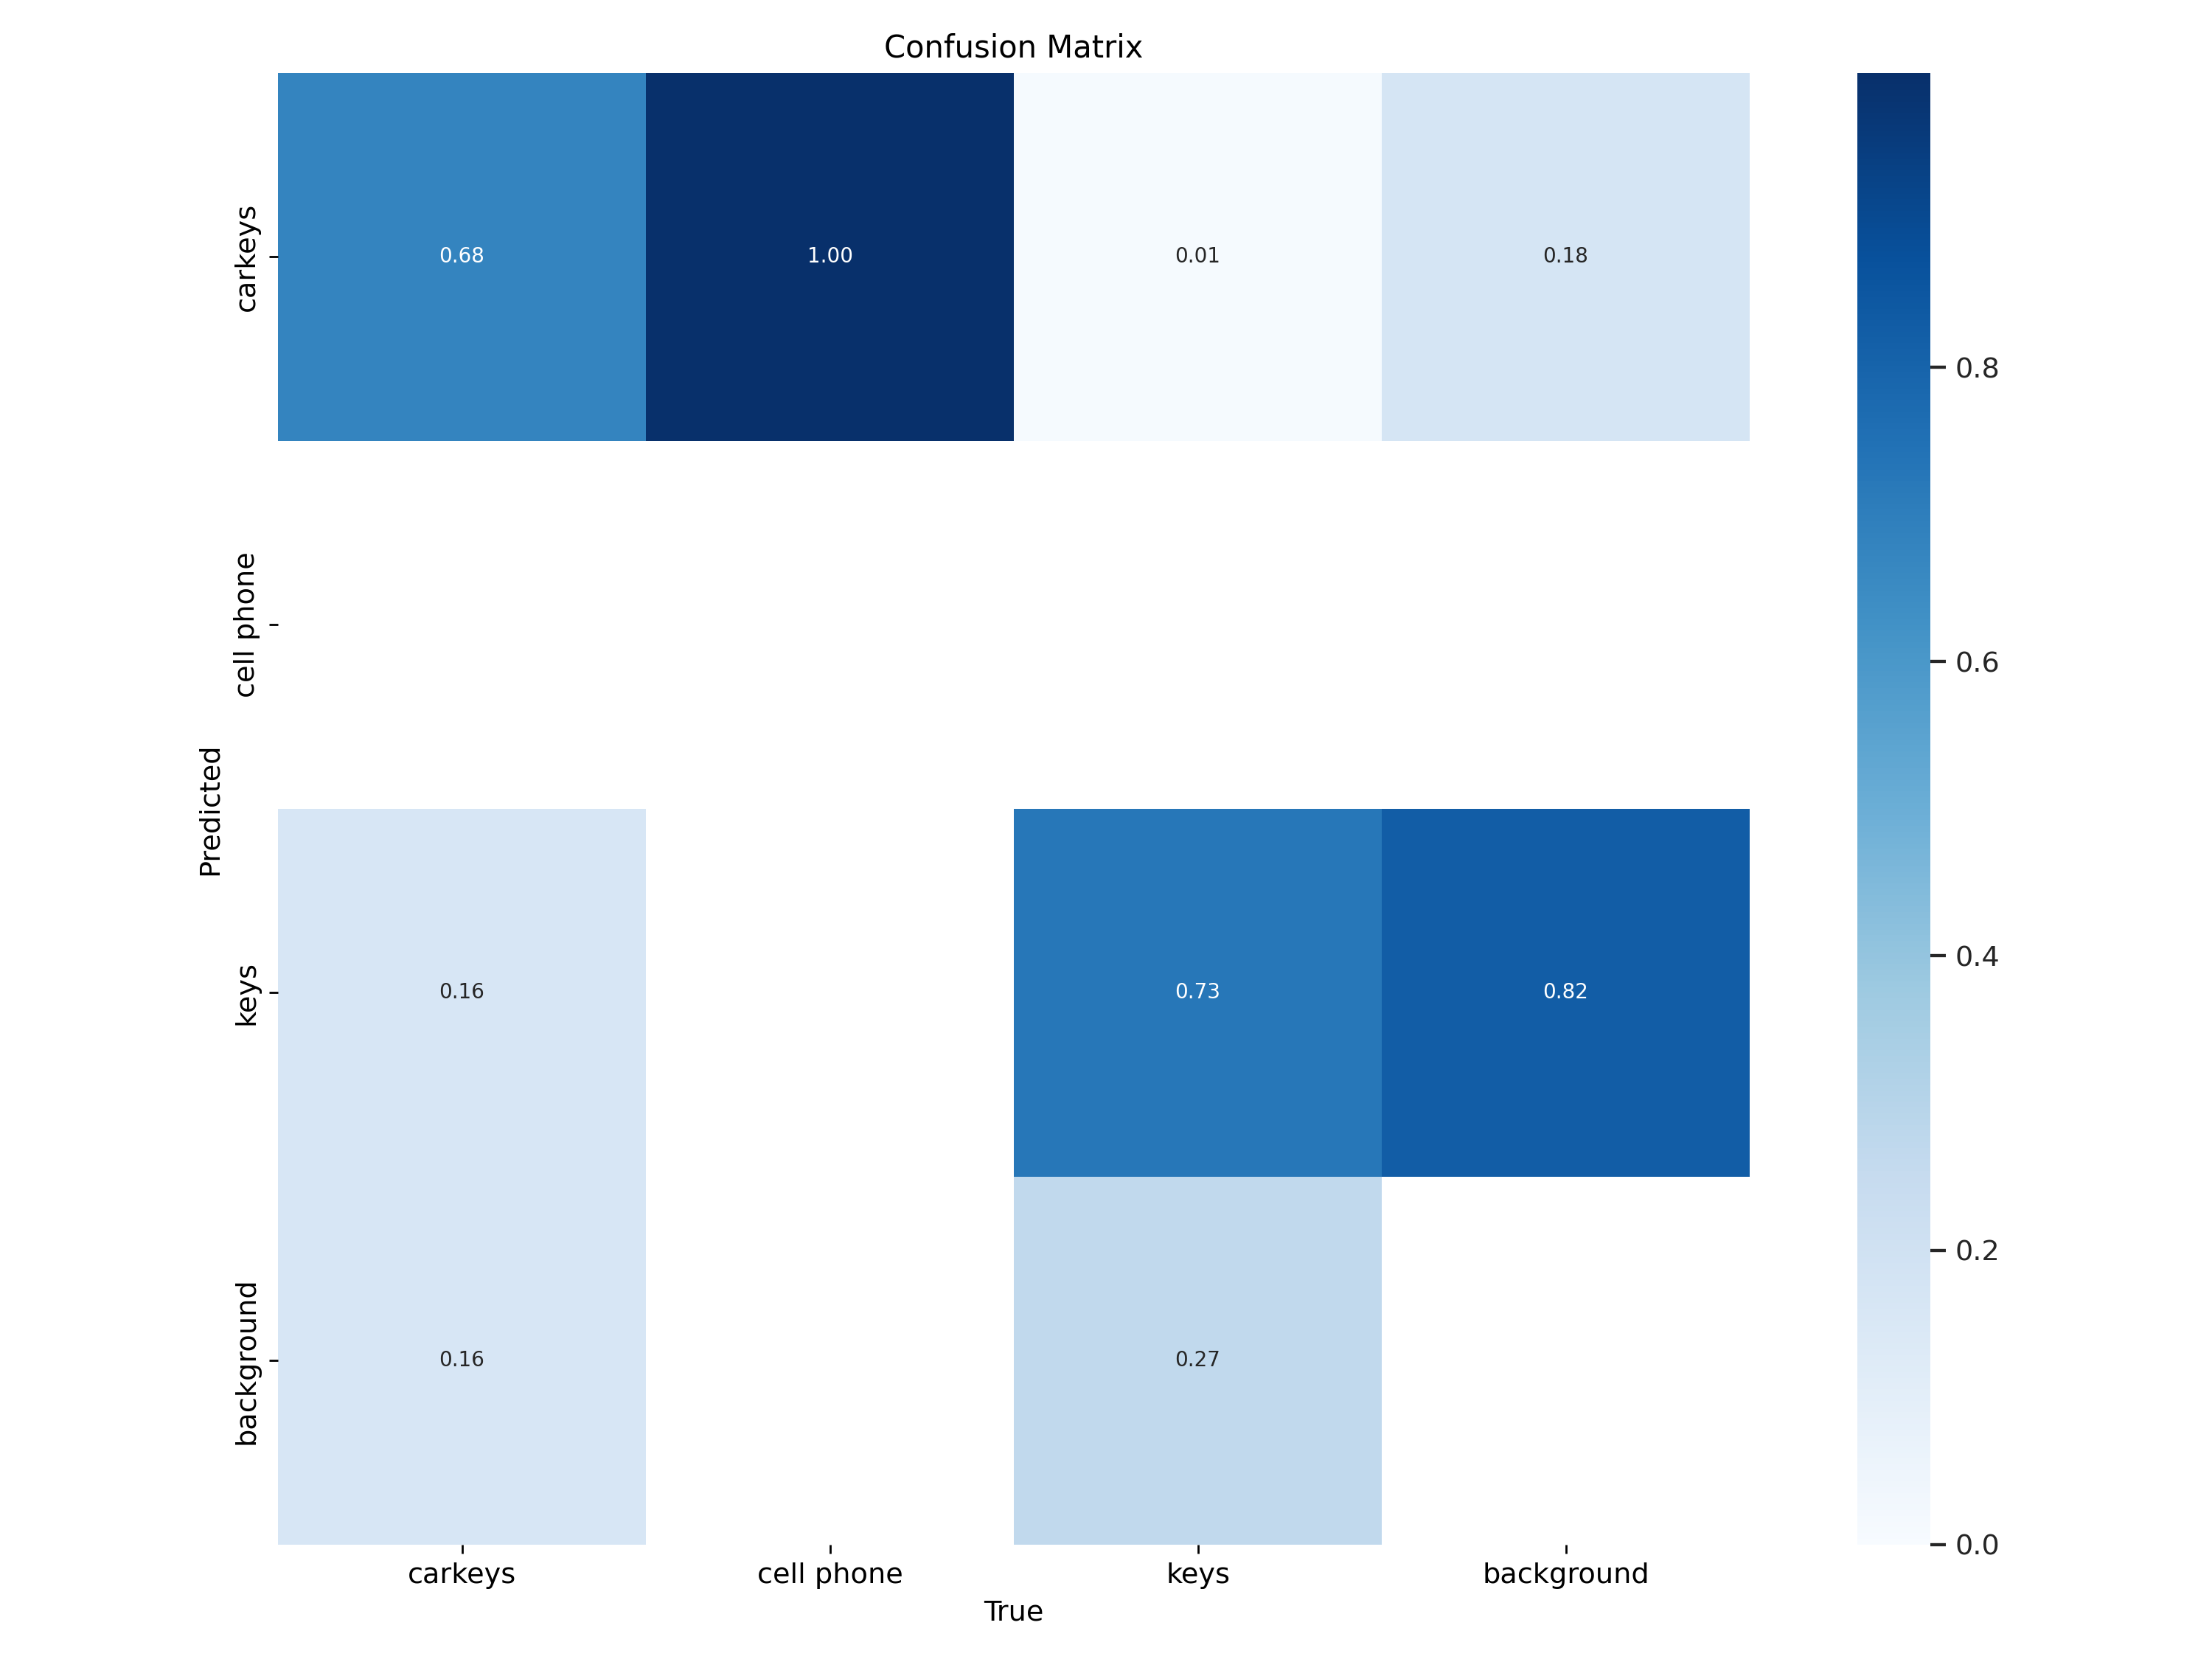 Confusion Matrix
carkeys
0.68
1.00
0.01
0.18
0.8
cell phone
0.6
Predicted
keys
0.16
0.73
0.82
0.4
background
0.16
0.27
0.2
0.0
carkeys
cell phone
keys
background
True